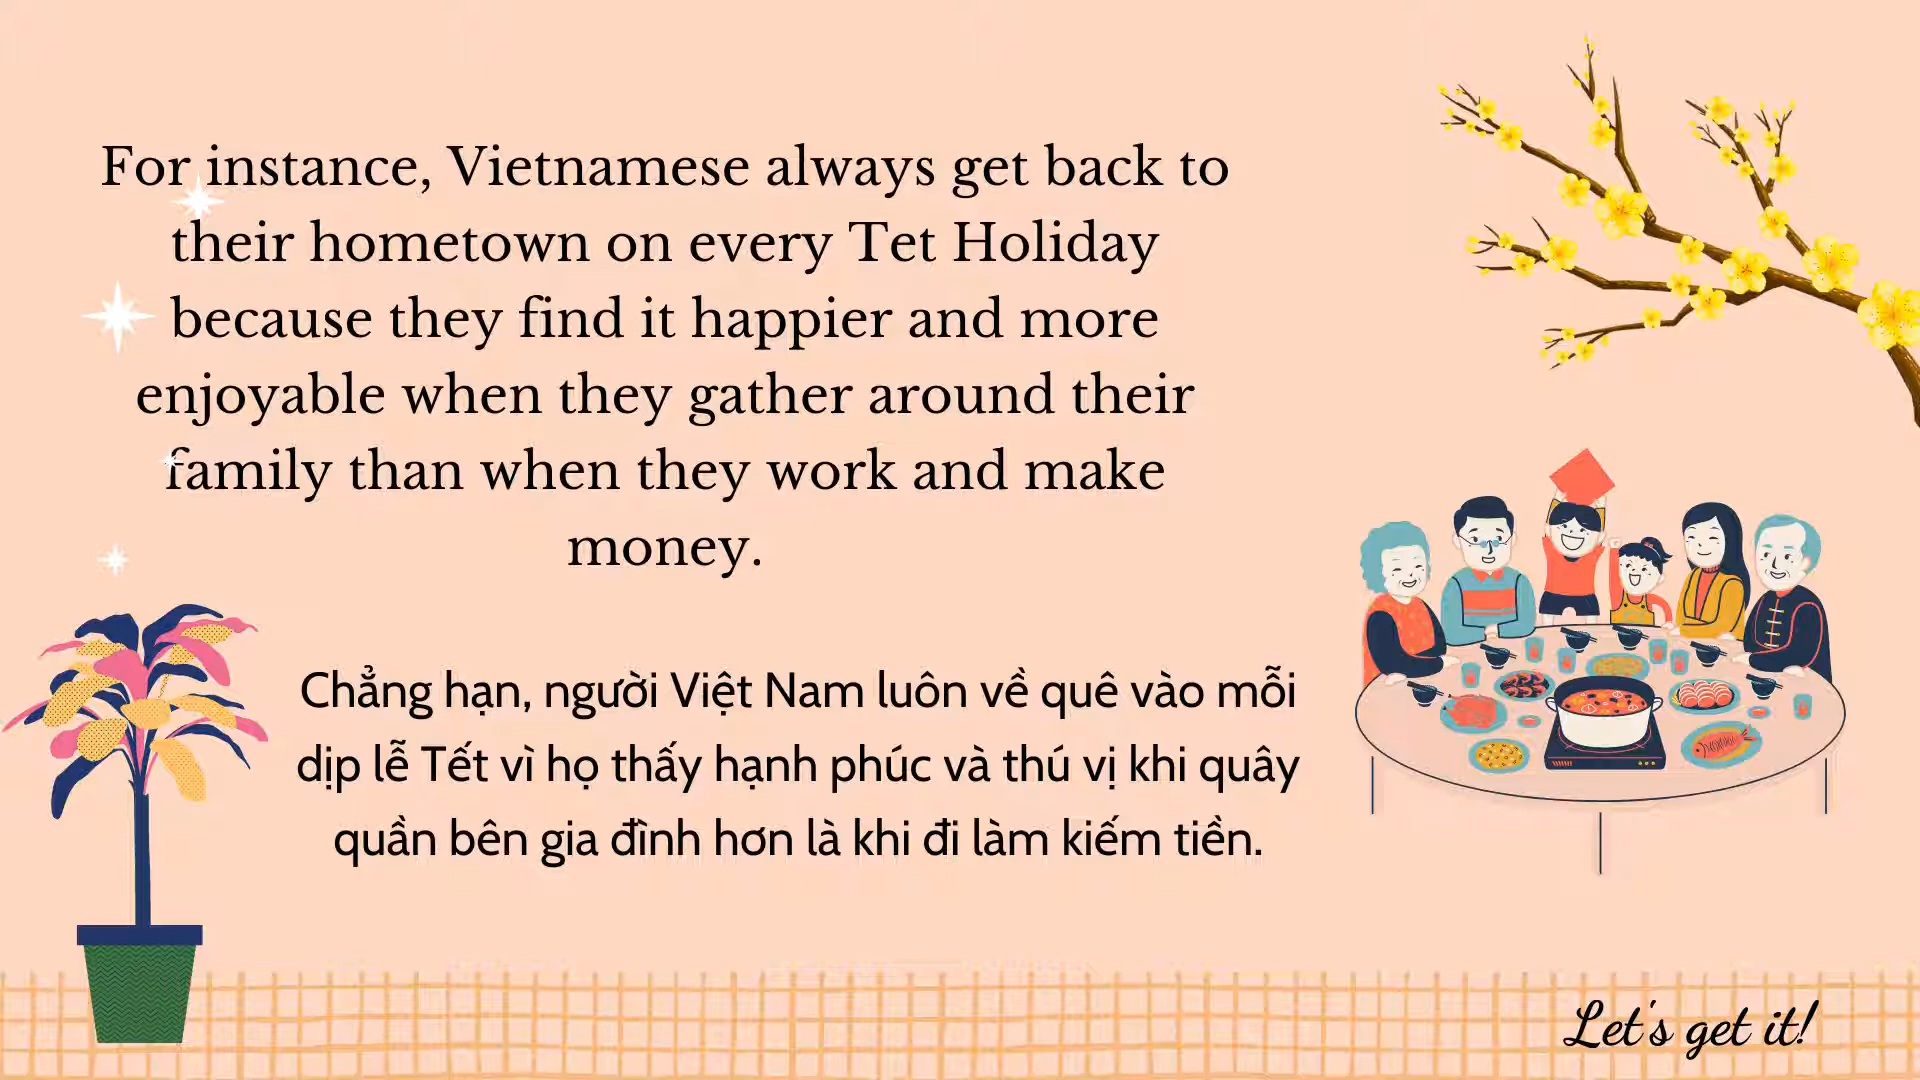 For instance, Vietnamese always get back to
their hometown on every Tet Holiday
because they find it happier and more
enjoyable when they gather around their
family than when they work and make
money.
Chẳng hạn, người Việt Nam luôn về quê vào mỗi
dịp lễ Tết vì họ thấy hạnh phúc và thú vị khi quây
quần bên gia đình hơn là khi đi làm kiếm tiền.
Let's get it!